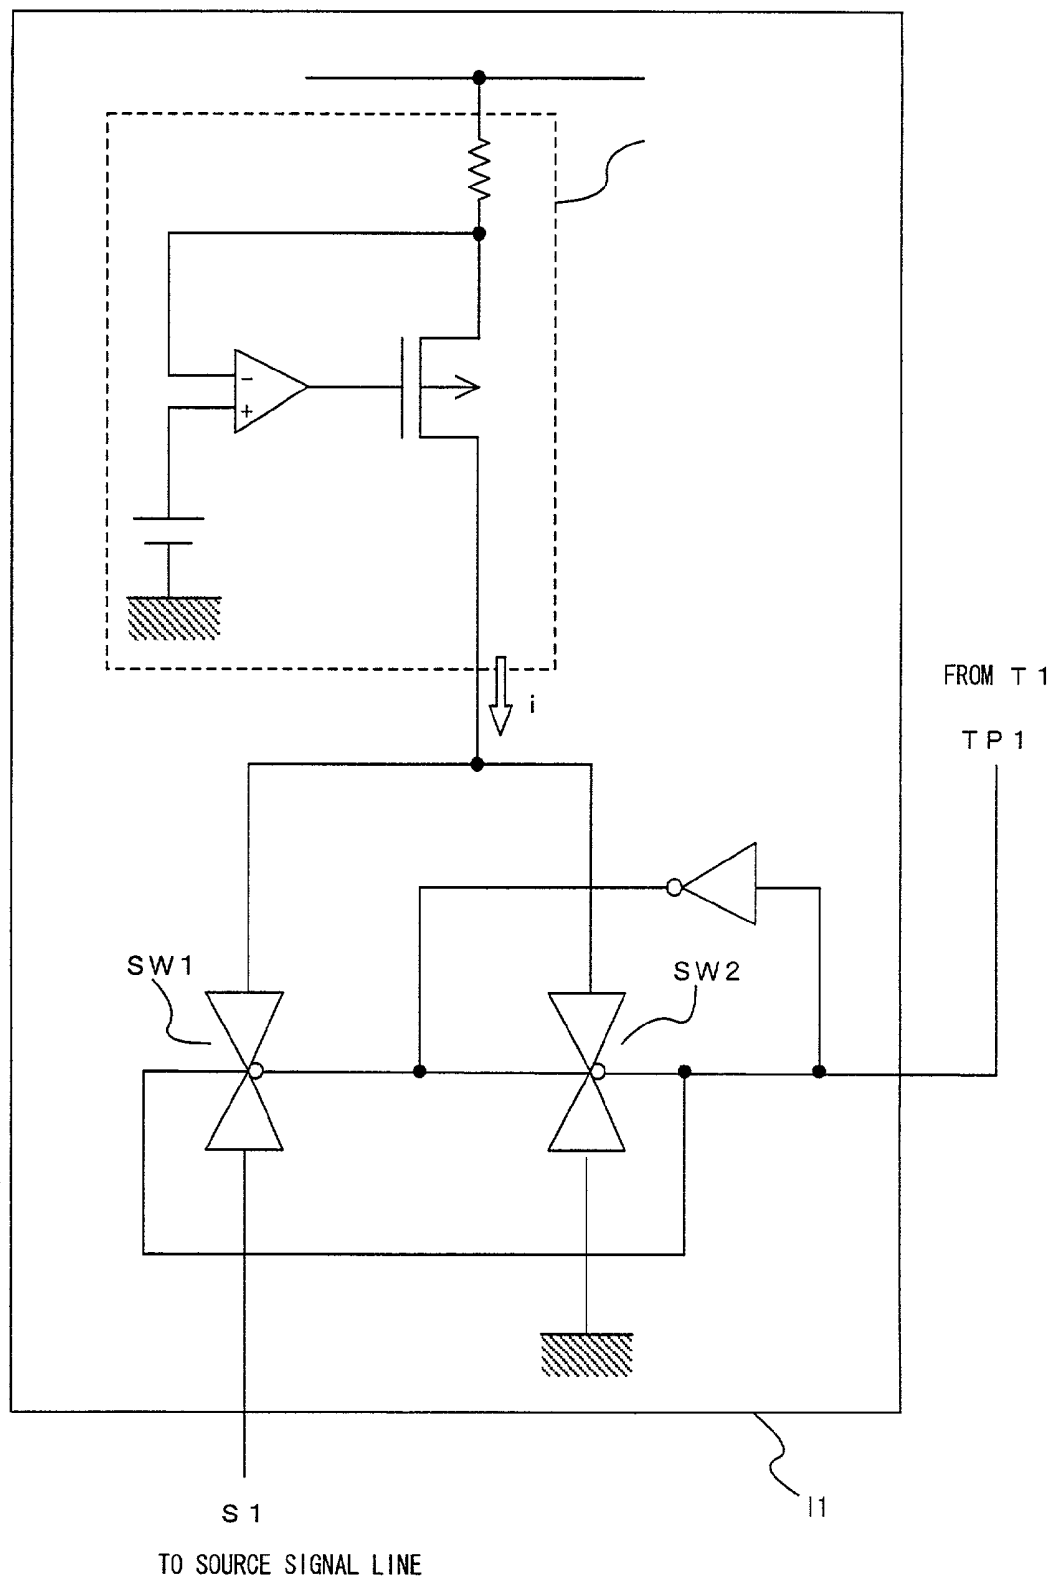 -
+
FROM T1
TP1
i
SW1
SW2
S1
I1
TO SOURCE SIGNAL LINE